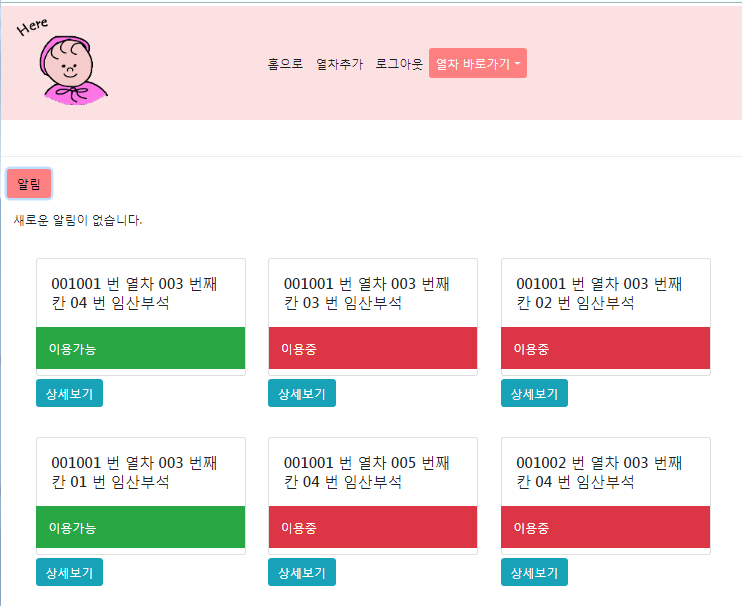 Here
홈으로 열차추가 로그아웃 열차 바로가기
알림
새로운 알림이 없습니다.
001001 번 열차 003 번째
칸 04 번 임산부석
이용가능
상세보기
001001 번 열차 003 번째
칸 03 번 임산부석
이용중
상세보기
001001 번 열차 003 번째
칸 02 번 임산부석
이용중
상세보기
001001 번 열차 003 번째
칸 01 번 임산부석
이용가능
상세보기
001001 번 열차 005 번째
칸 04 번 임산부석
이용중
상세보기
001002 번 열차 003 번째
칸 04 번 임산부석
이용중
상세보기